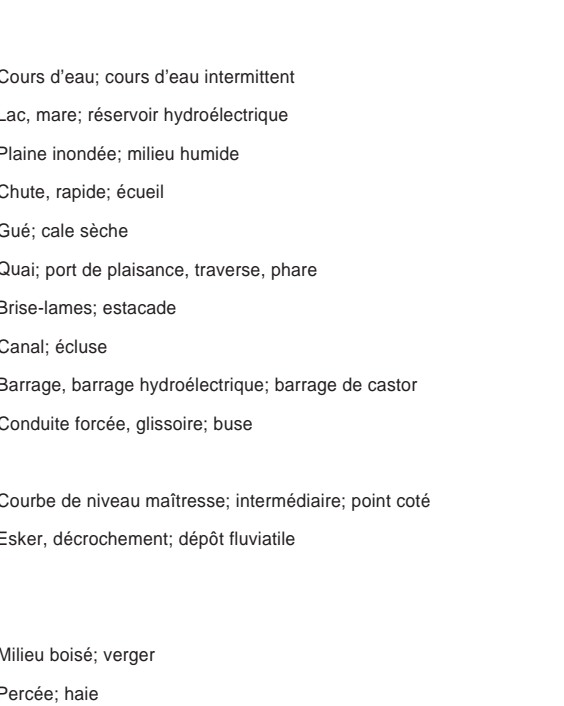 Cours d'eau; cours d'eau intermittent
Lac, mare; réservoir hydroélectrique
Plaine inondée; milieu humide
Chute, rapide; écueil
Gué; cale sèche
Quai; port de plaisance, traverse, phare
Brise-lames; estacade
Canal; écluse
Barrage, barrage hydroélectrique; barrage de castor
Conduite forcée, glissoire; buse
Courbe de niveau maîtresse; intermédiaire; point coté
Esker, décrochement; dépôt fluviatile
Milieu boisé; verger
Percée; haie